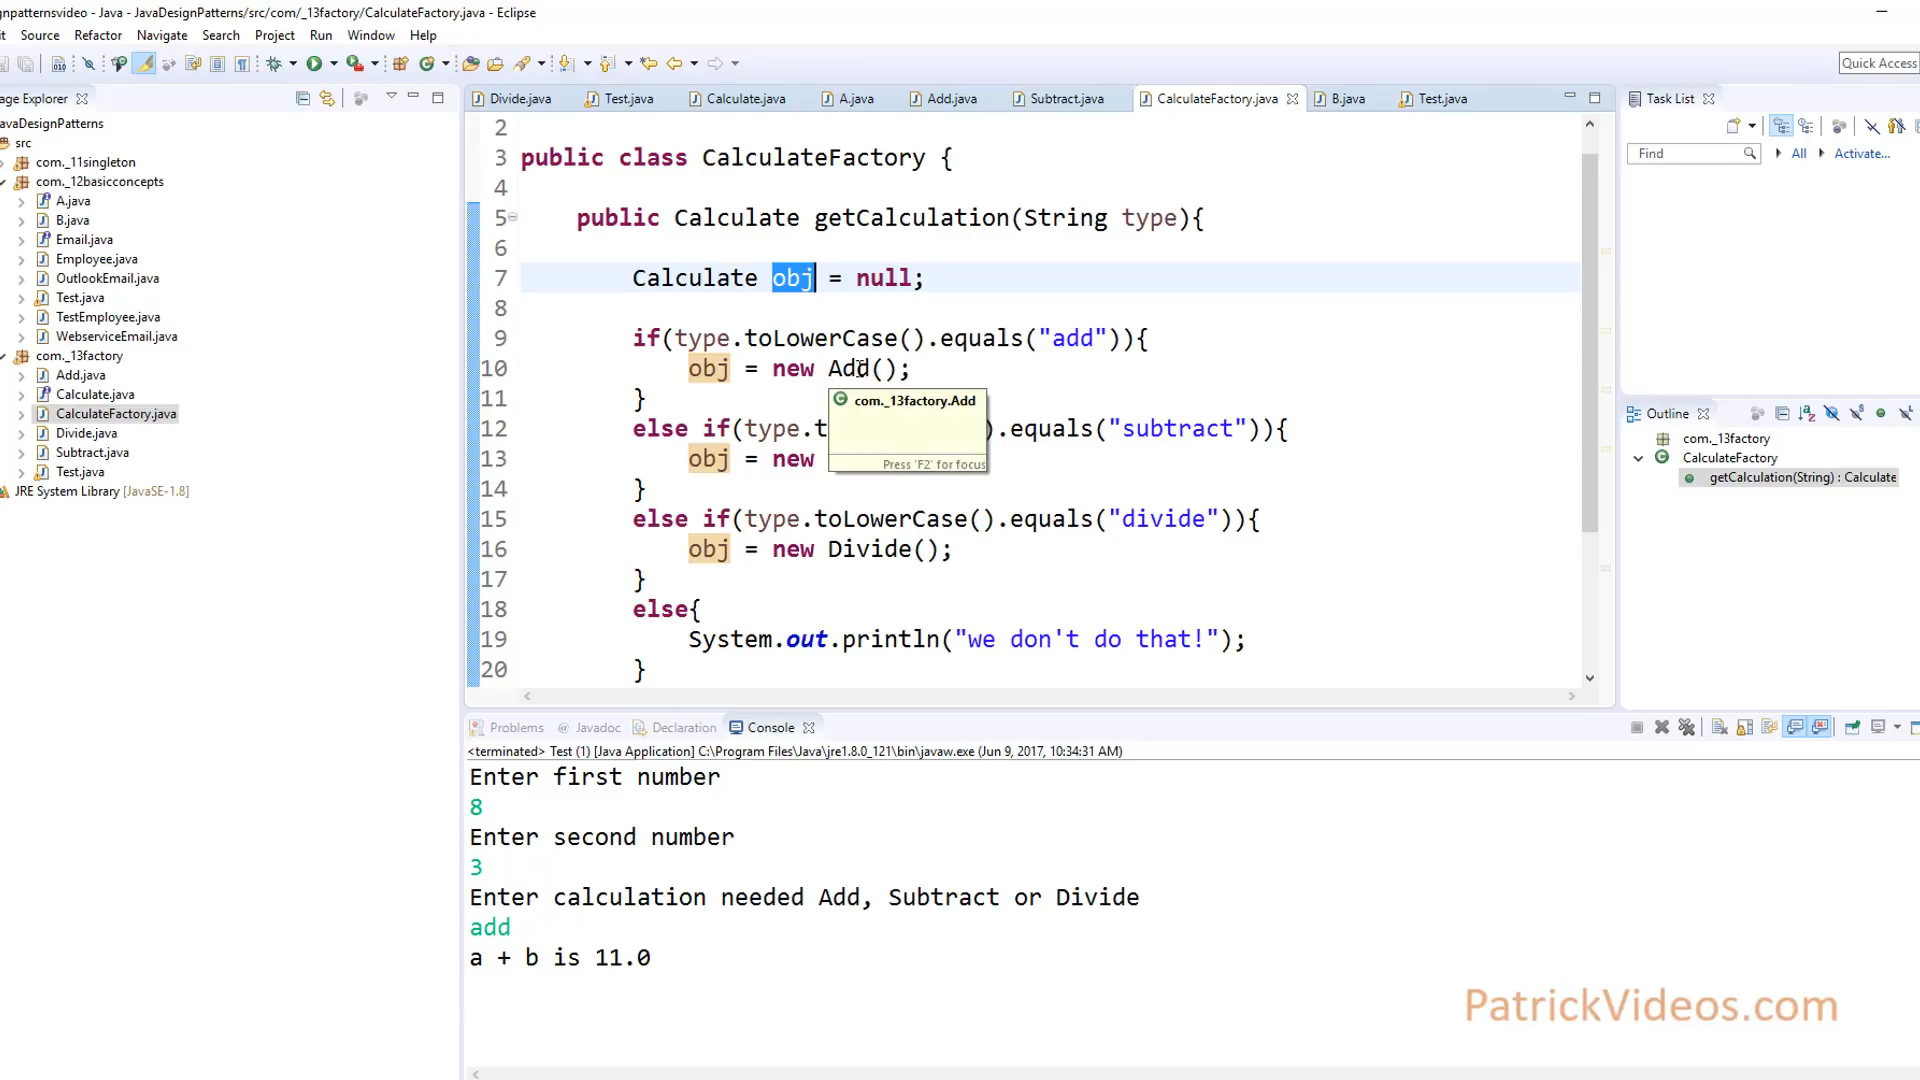 gnpatternsvideo - Java - JavaDesignPatterns/src/com/_13factory/CalculateFactory.java - Eclipse
it Source Refactor Navigate Search Project Run Window Help
Quick Access
age Explorer
avaDesignPatterns
src
com._11singleton
com._12basicconcepts
A.java
B.java
Email.java
Employee.java
OutlookEmail.java
Test.java
TestEmployee.java
WebserviceEmail.java
com._13factory
Add.java
Calculate.java
CalculateFactory.java
Divide.java
Subtract.java
Test.java
JRE System Library [JavaSE-1.8]
Divide.java Test.java Calculate.java A.java Add.java Subtract.java CalculateFactory.java B.java Test.java
2
3 public class CalculateFactory {
4
5 public Calculate getCalculation(String type){
6
7 Calculate obj = null;
8
9 if(type.toLowerCase().equals("add")){
10 obj = new Add();
11 }
com._13factory.Add
12 else if(type.t ).equals("subtract")){
13 obj = new
Press 'F2' for focus
14 }
15 else if(type.toLowerCase().equals("divide")){
16 obj = new Divide();
17 }
18 else{
19 System.out.println("we don't do that!");
20 }
Task List
Find All Activate...
Outline
com._13factory
CalculateFactory
getCalculation(String) : Calculate
Problems @ Javadoc Declaration Console
<terminated> Test (1) [Java Application] C:\Program Files\Java\jre1.8.0_121\bin\javaw.exe (Jun 9, 2017, 10:34:31 AM)
Enter first number
8
Enter second number
3
Enter calculation needed Add, Subtract or Divide
add
a + b is 11.0
PatrickVideos.com